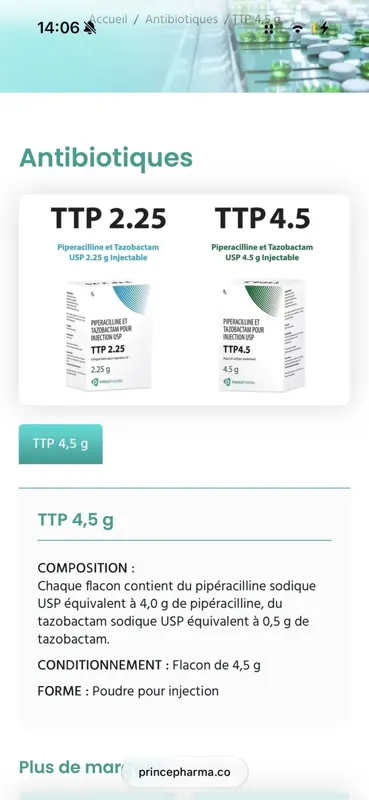 14:06
Accueil / Antibiotiques / TTP 4,5 g
Antibiotiques
TTP 2.25
Piperacilline et Tazobactam
USP 2.25 g Injectable
TTP 4.5
Piperacilline et Tazobactam
USP 4.5 g Injectable
PIPERACILLINE ET
TAZOBACTAM POUR
INJECTION USP
TTP 2.25
2.25 g
PRINCEPHARMA
PIPERACILLINE ET
TAZOBACTAM POUR
INJECTION USP
TTP4.5
4.5 g
PRINCEPHARMA
TTP 4,5 g
TTP 4,5 g
COMPOSITION :
Chaque flacon contient du pipéracilline sodique
USP équivalent à 4,0 g de pipéracilline, du
tazobactam sodique USP équivalent à 0,5 g de
tazobactam.
CONDITIONNEMENT : Flacon de 4,5 g
FORME : Poudre pour injection
Plus de mar
princepharma.co